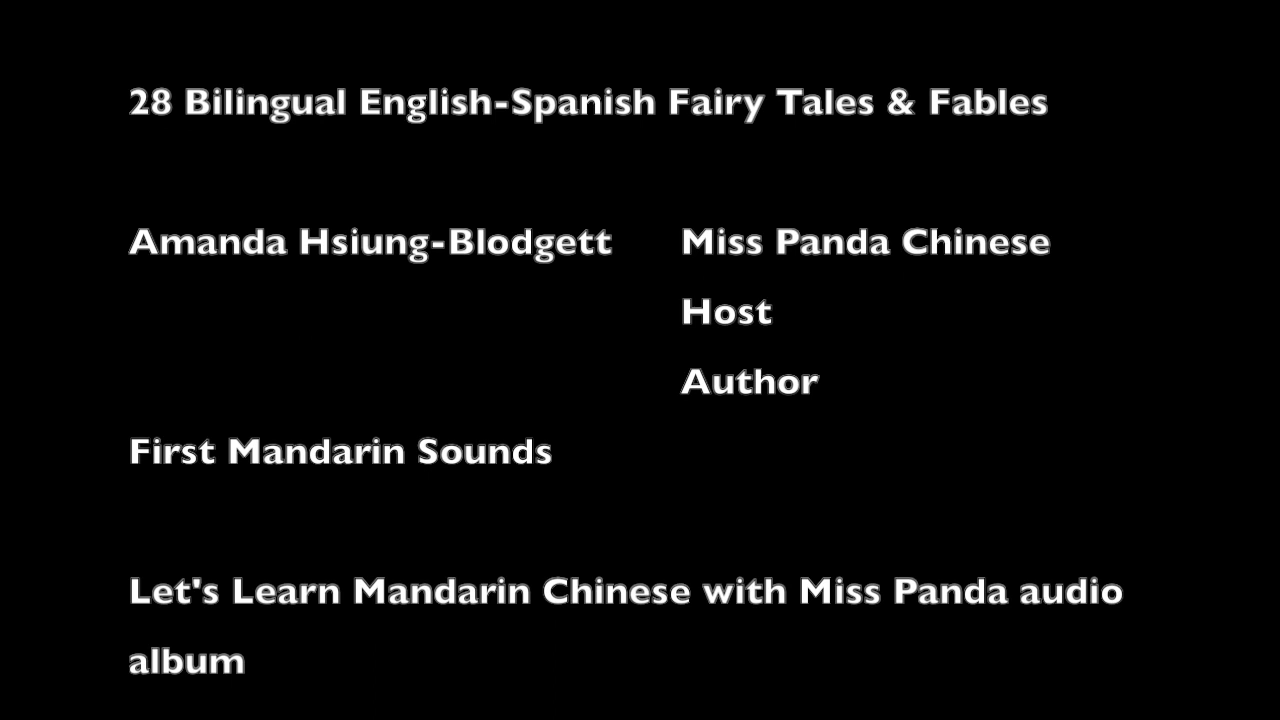 28 Bilingual English-Spanish Fairy Tales & Fables
Amanda Hsiung-Blodgett Miss Panda Chinese
Host
Author
First Mandarin Sounds
Let's Learn Mandarin Chinese with Miss Panda audio
album